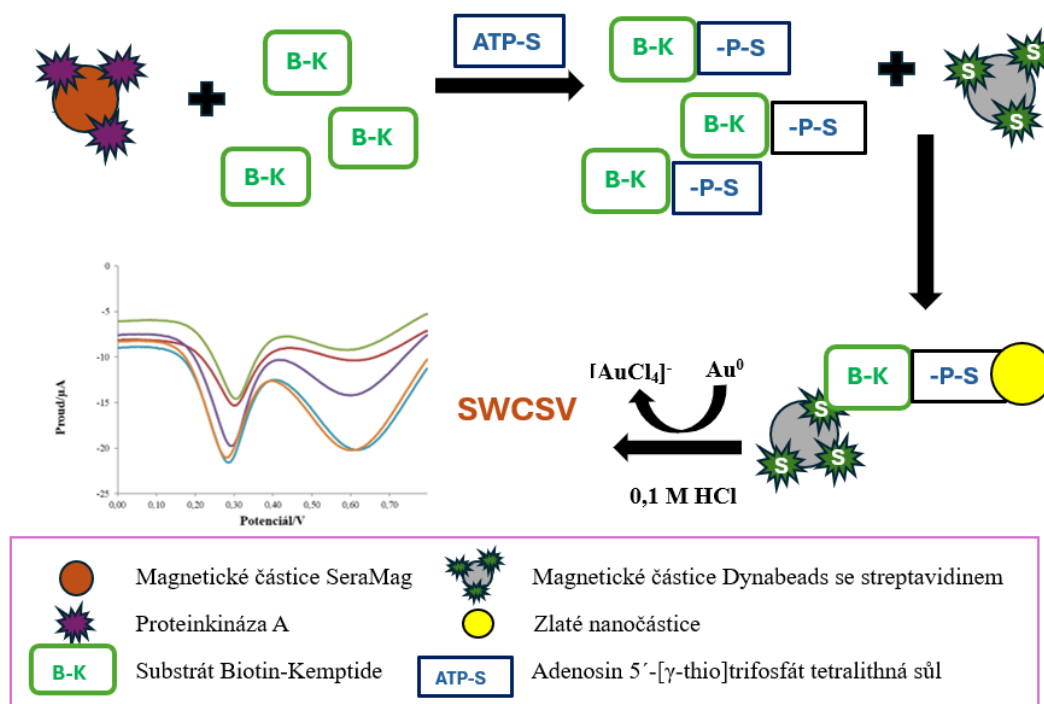 ATP-S
B-K
B-K
B-K
B-K -P-S
B-K -P-S
B-K -P-S
S
S
S
0
-5
-10
-15
-20
-25
Proud/µA
0,00 0,10 0,20 0,30 0,40 0,50 0,60 0,70
Potenciál/V
SWCSV
[AuCl₄]⁻ Au⁰
0,1 M HCl
B-K -P-S
S
S
S
Magnetické částice SeraMag
Magnetické částice Dynabeads se streptavidinem
Proteinkináza A
Zlaté nanočástice
B-K Substrát Biotin-Kemptide
ATP-S Adenosin 5´-[γ-thio]trifosfát tetralithná sůl